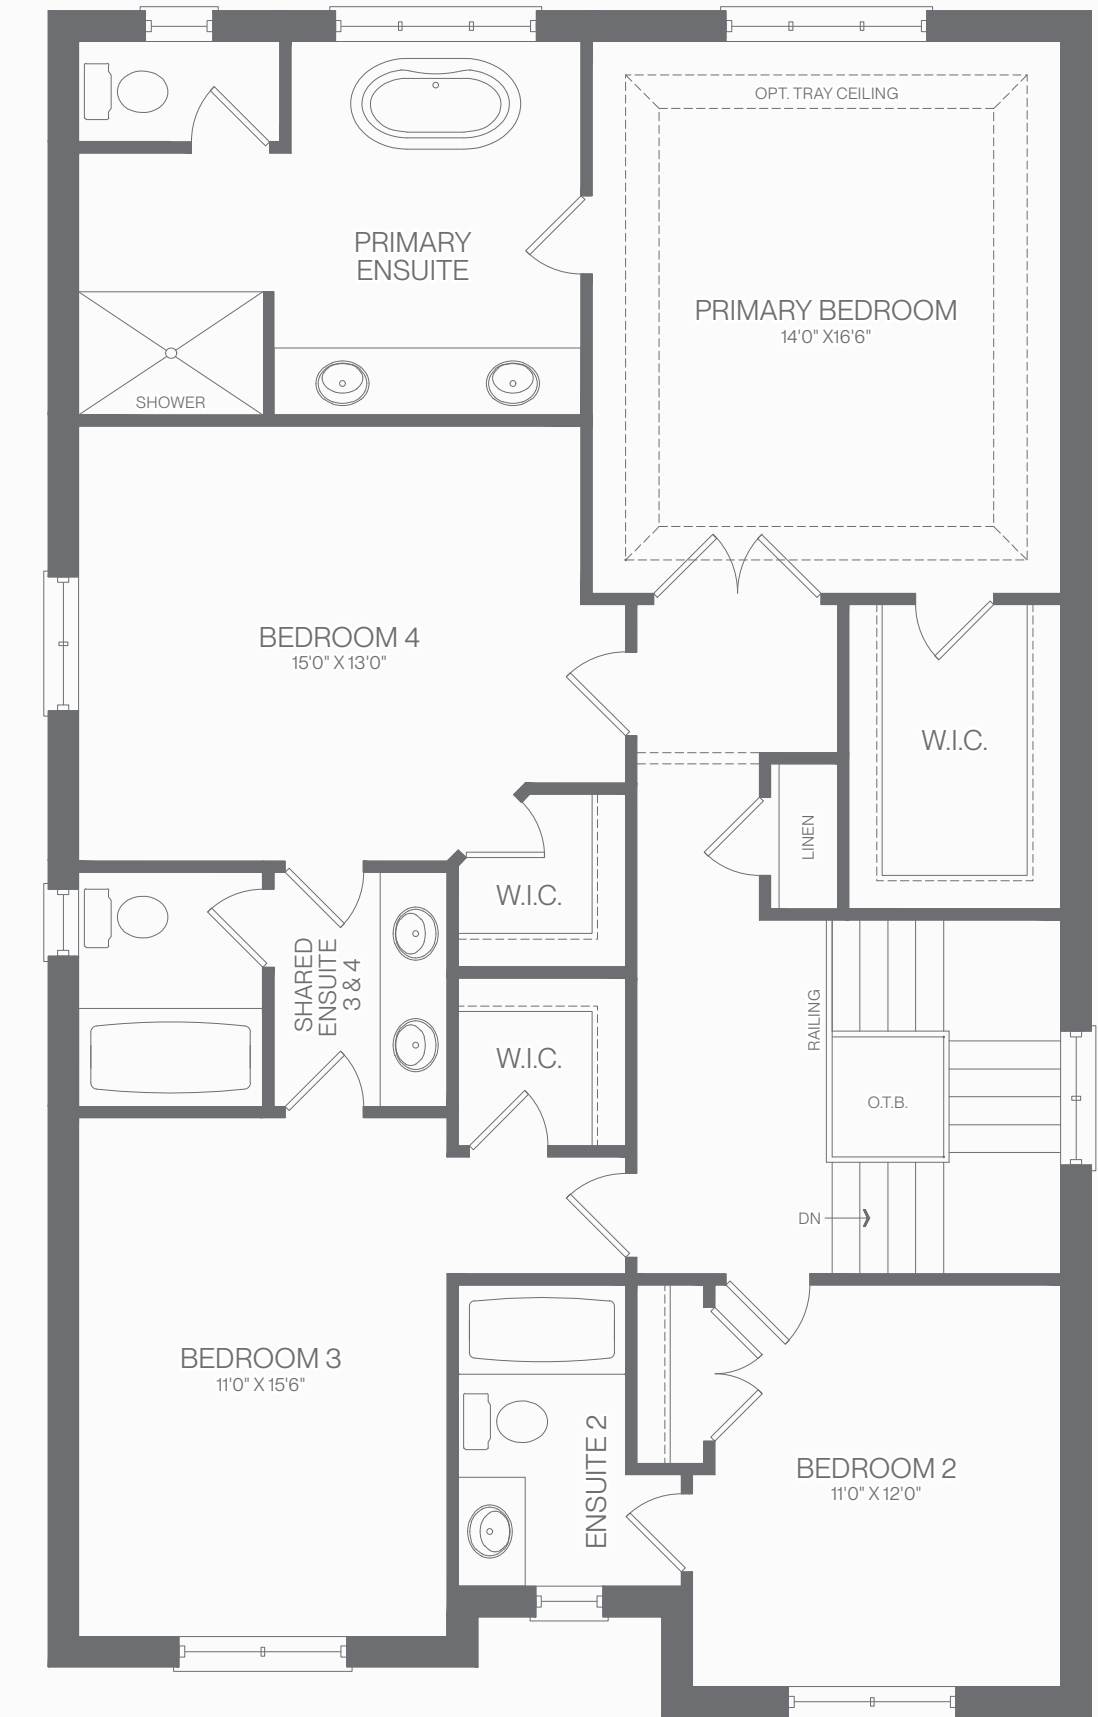 OPT. TRAY CEILING
PRIMARY
ENSUITE
PRIMARY BEDROOM
14'0" X16'6"
SHOWER
BEDROOM 4
15'0" X 13'0"
W.I.C.
LINEN
W.I.C.
SHARED
ENSUITE
3 & 4
RAILING
W.I.C.
O.T.B.
DN
BEDROOM 3
11'0" X 15'6"
ENSUITE 2
BEDROOM 2
11'0" X 12'0"